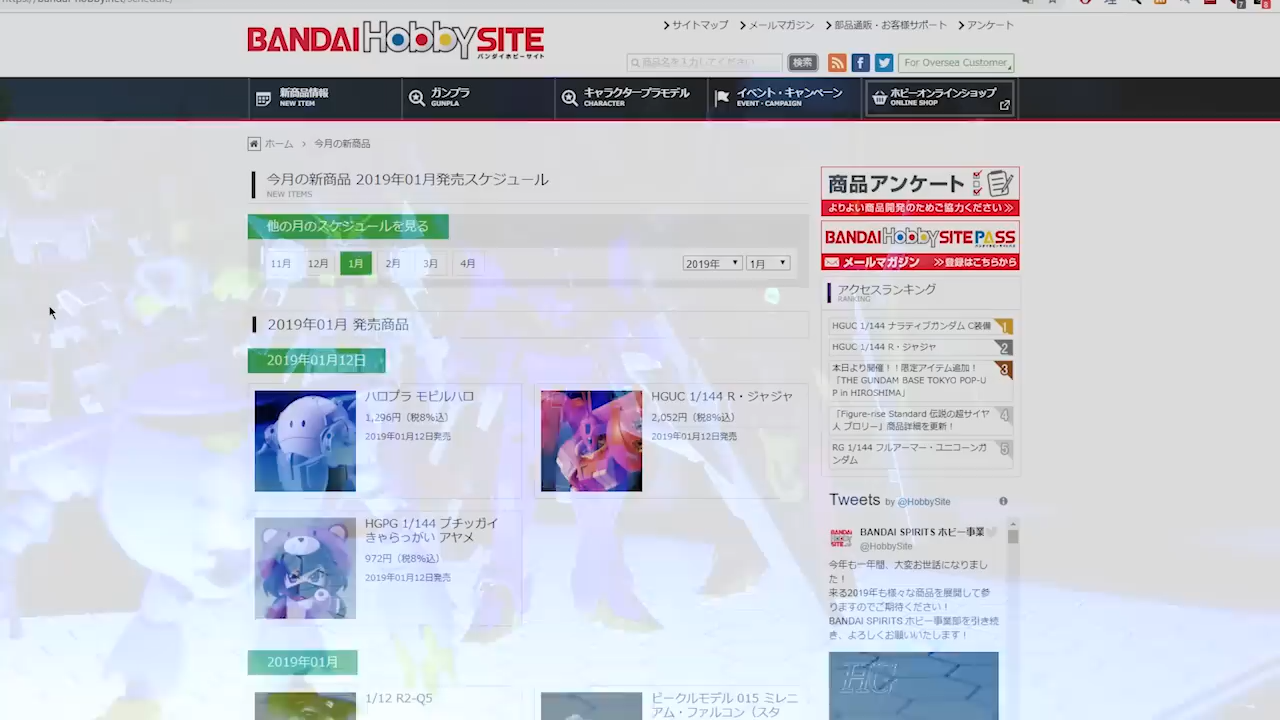 https://bandai-hobby.net/schedule/
BANDAI HobbySITE
バンダイホビーサイト
サイトマップ メールマガジン 部品通販・お客様サポート アンケート
商品名を入力してください 検索 For Oversea Customer
新商品情報
NEW ITEM
ガンプラ
GUNPLA
キャラクタープラモデル
CHARACTER
イベント・キャンペーン
EVENT・CAMPAIGN
ホビーオンラインショップ
ONLINE SHOP
ホーム > 今月の新商品
今月の新商品 2019年01月発売スケジュール
NEW ITEMS
他の月のスケジュールを見る
11月 12月 1月 2月 3月 4月 2019年 1月
2019年01月 発売商品
2019年01月12日
ハロプラ モビルハロ
1,296円（税8%込）
2019年01月12日発売
HGUC 1/144 R・ジャジャ
2,052円（税8%込）
2019年01月12日発売
HGPG 1/144 プチッガイ
きゃらっがい アヤメ
972円（税8%込）
2019年01月12日発売
2019年01月
1/12 R2-Q5
ビークルモデル 015 ミレニ
アム・ファルコン（スタ
商品アンケート
よりよい商品開発のためご協力ください
BANDAI HobbySITE PASS
メールマガジン 登録はこちらから
アクセスランキング
RANKING
HGUC 1/144 ナラティブガンダム C装備 1
HGUC 1/144 R・ジャジャ 2
本日より開催！！限定アイテム追加！
「THE GUNDAM BASE TOKYO POP-U
P in HIROSHIMA」
3
「Figure-rise Standard 伝説の超サイヤ
人 ブロリー」商品詳細を更新！
4
RG 1/144 フルアーマー・ユニコーンガ
ンダム
5
Tweets by @HobbySite
BANDAI SPIRITS ホビー事業
@HobbySite
今年も一年間、大変お世話になりまし
た！
来る2019年も様々な商品を展開して参
りますのでご期待ください！
BANDAI SPIRITS ホビー事業部を引き続
き、よろしくお願いいたします！
HG
7
8